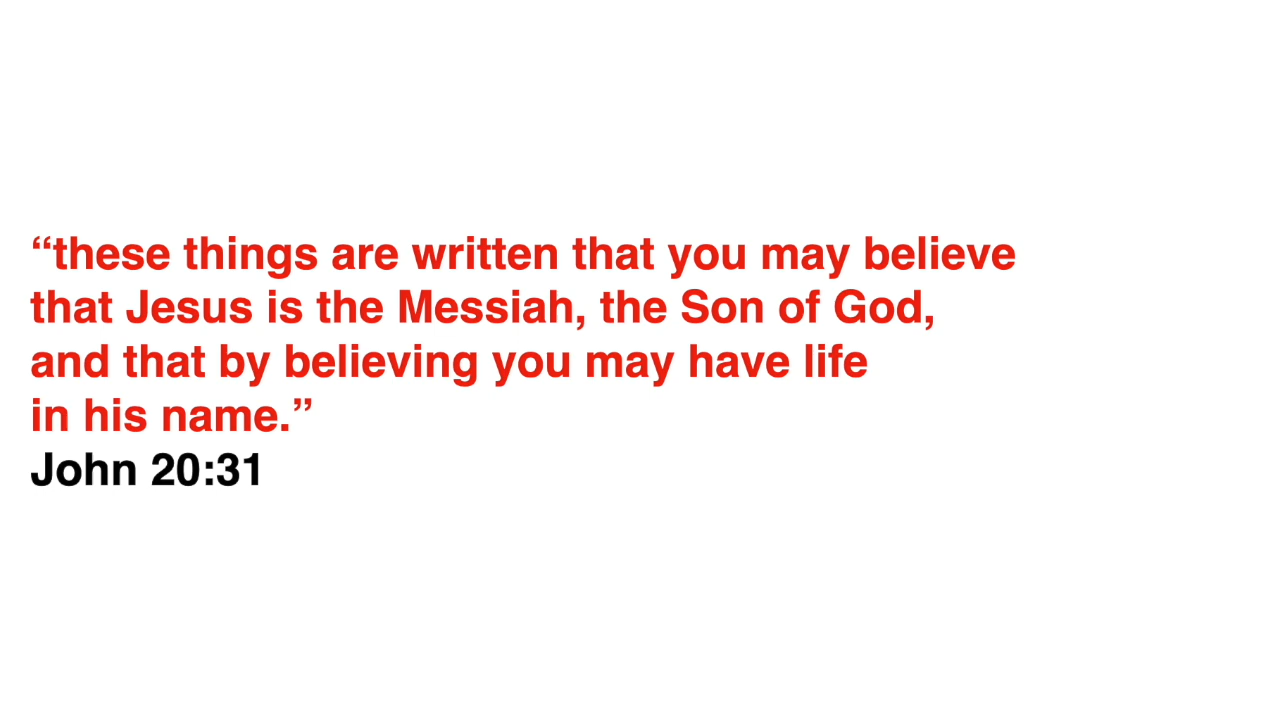 “these things are written that you may believe
that Jesus is the Messiah, the Son of God,
and that by believing you may have life
in his name.”
John 20:31